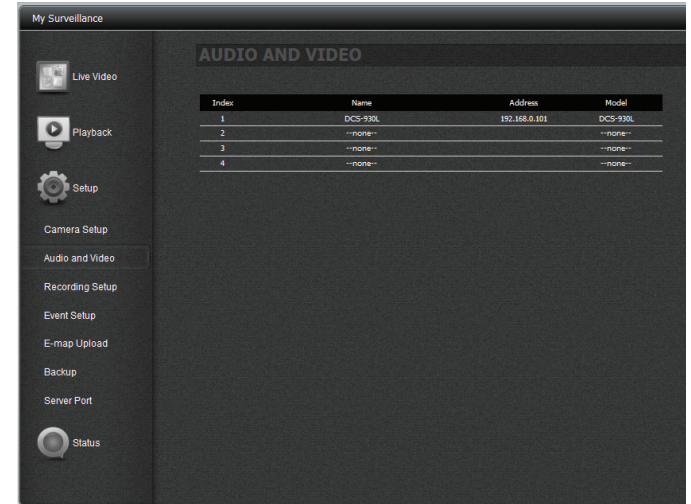 My Surveillance
AUDIO AND VIDEO
Live Video
Playback
Setup
Camera Setup
Audio and Video
Recording Setup
Event Setup
E-map Upload
Backup
Server Port
Status
Index Name Address Model
1 DCS-930L 192.168.0.101 DCS-930L
2 --none-- --none--
3 --none-- --none--
4 --none-- --none--